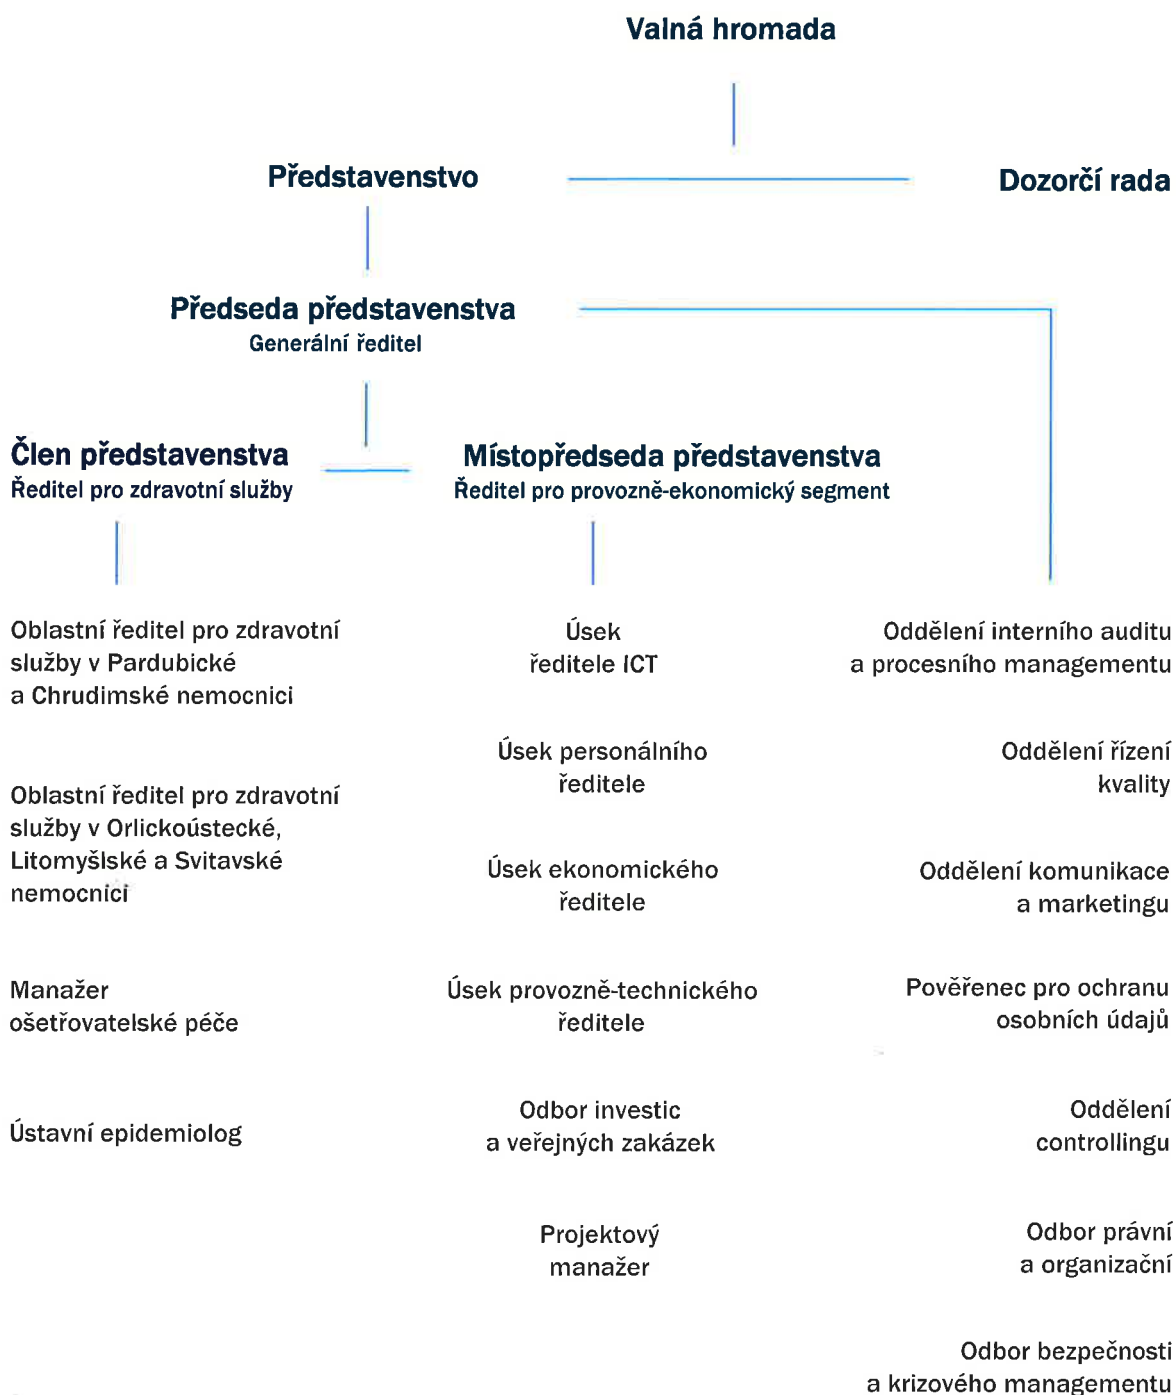 Valná hromada
Představenstvo
Dozorčí rada
Předseda představenstva
Generální ředitel
Člen představenstva
Ředitel pro zdravotní služby
Místopředseda představenstva
Ředitel pro provozně-ekonomický segment
Oblastní ředitel pro zdravotní
služby v Pardubické
a Chrudimské nemocnici
Oblastní ředitel pro zdravotní
služby v Orlickoústecké,
Litomyšlské a Svitavské
nemocnici
Manažer
ošetřovatelské péče
Ústavní epidemiolog
Úsek
ředitele ICT
Úsek personálního
ředitele
Úsek ekonomického
ředitele
Úsek provozně-technického
ředitele
Odbor investic
a veřejných zakázek
Projektový
manažer
Oddělení interního auditu
a procesního managementu
Oddělení řízení
kvality
Oddělení komunikace
a marketingu
Pověřenec pro ochranu
osobních údajů
Oddělení
controllingu
Odbor právní
a organizační
Odbor bezpečnosti
a krizového managementu